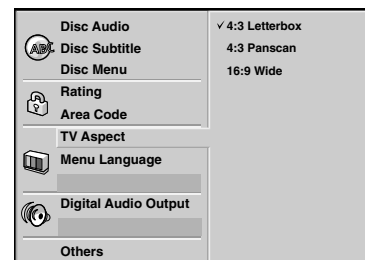 Disc Audio
Disc Subtitle
Disc Menu
Rating
Area Code
TV Aspect
Menu Language
Digital Audio Output
Others
✓ 4:3 Letterbox
4:3 Panscan
16:9 Wide
ABC